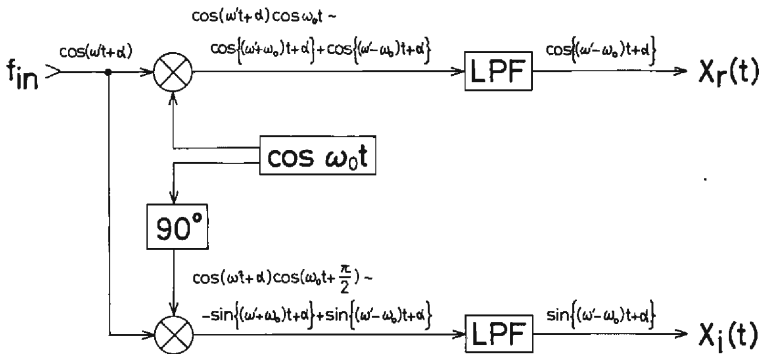 cos(ω't+α)cosω₀t ~
cos(ω't+α)
cos{(ω'+ω₀)t+α}+cos{(ω'-ω₀)t+α}
cos{(ω'-ω₀)t+α}
f_in
LPF
X_r(t)
cos ω₀t
90°
cos(ω't+α)cos(ω₀t+π/2) ~
-sin{(ω'+ω₀)t+α}+sin{(ω'-ω₀)t+α}
sin{(ω'-ω₀)t+α}
LPF
X_i(t)